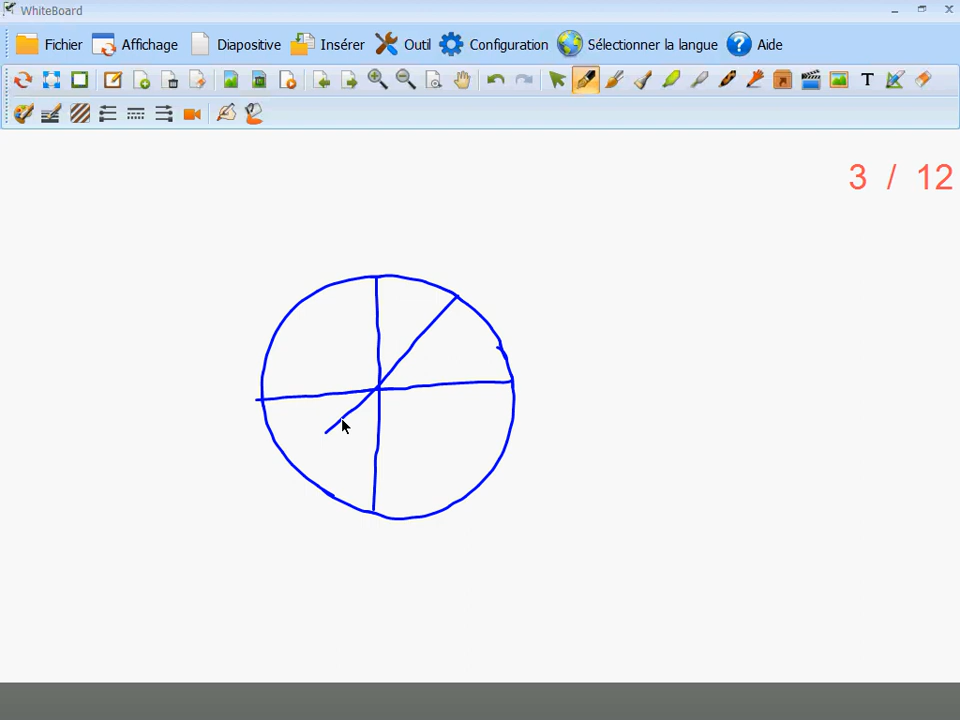 WhiteBoard
Fichier Affichage Diapositive Insérer Outil Configuration Sélectionner la langue Aide
T
3 / 12